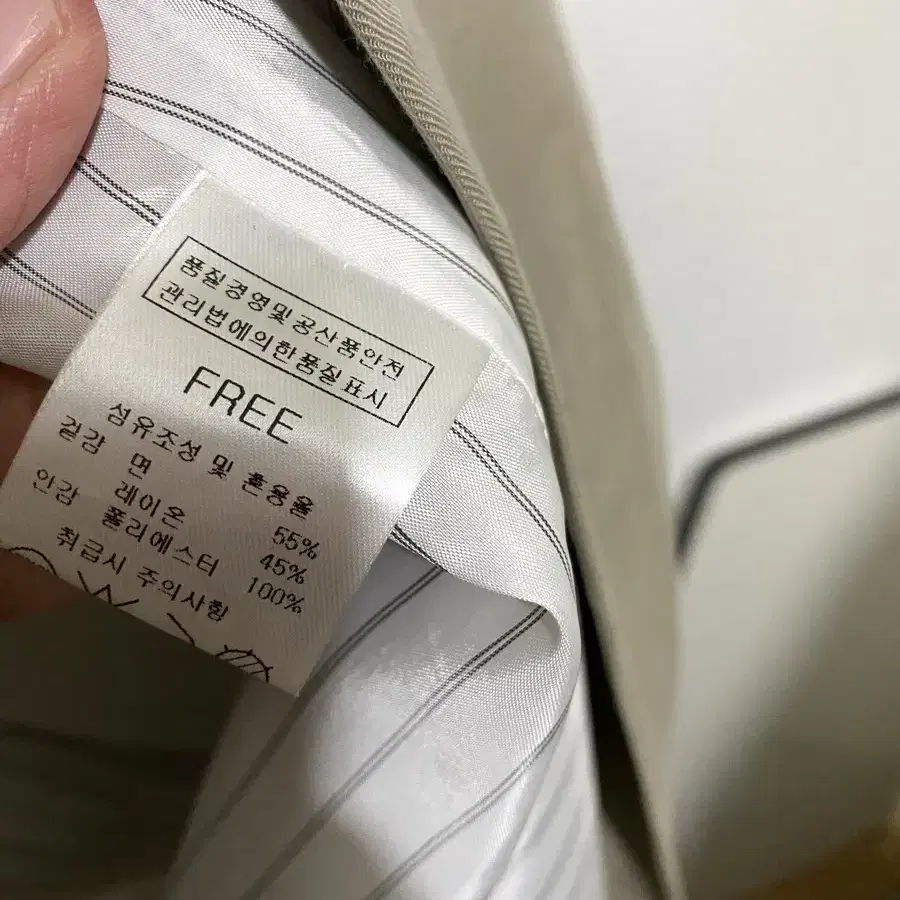 품질경영및공산품안전
관리법에의한품질표시
FREE
섬유조성 및 혼용율
겉감 면 55%
레이온 45%
안감 폴리에스터 100%
취급시 주의사항